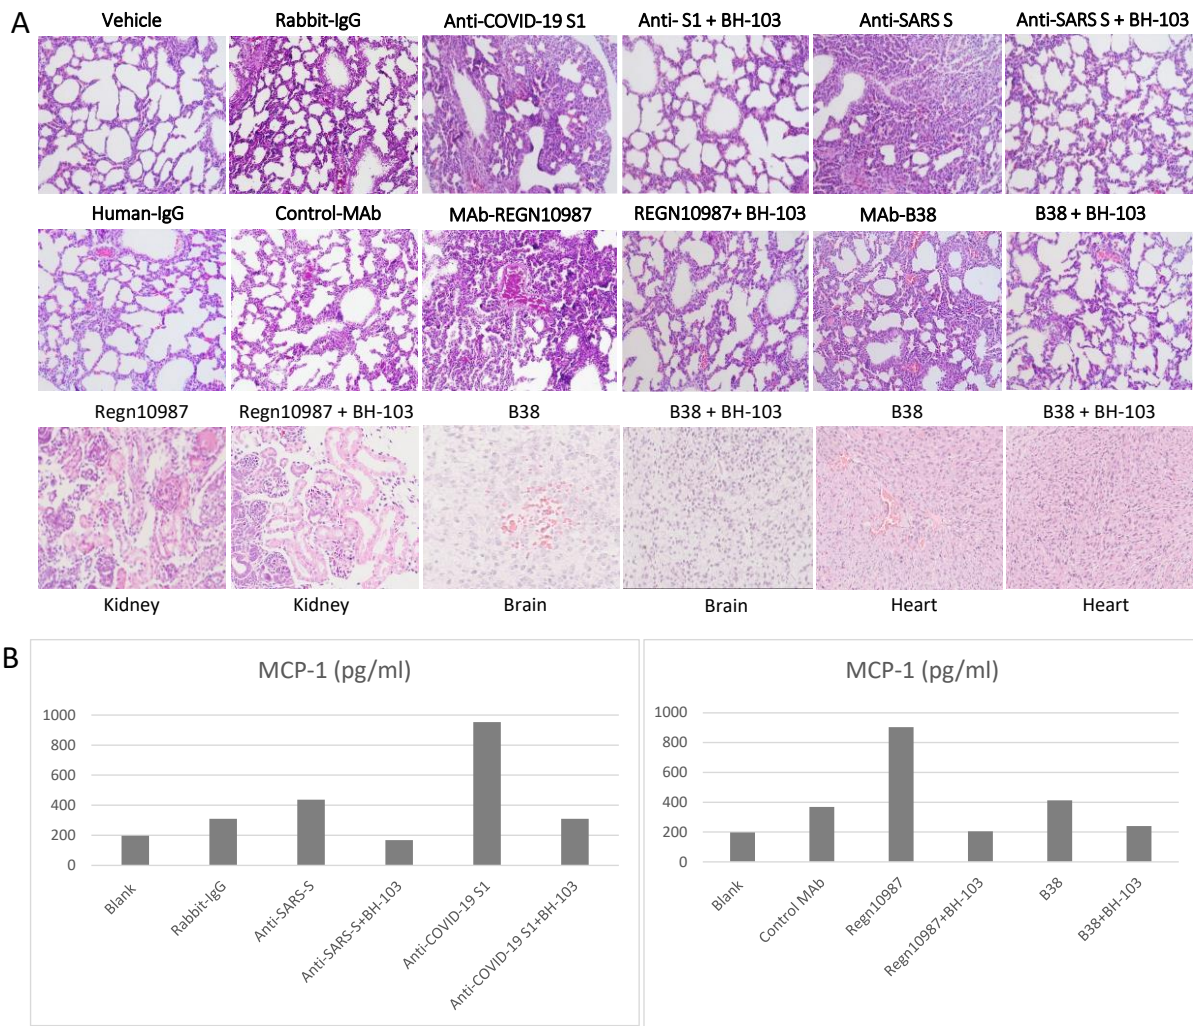 A
Vehicle Rabbit-IgG Anti-COVID-19 S1 Anti- S1 + BH-103 Anti-SARS S Anti-SARS S + BH-103
Human-IgG Control-MAb MAb-REGN10987 REGN10987+ BH-103 MAb-B38 B38 + BH-103
Regn10987 Regn10987 + BH-103 B38 B38 + BH-103 B38 B38 + BH-103
Kidney Kidney Brain Brain Heart Heart
B
MCP-1 (pg/ml)
1000
800
600
400
200
0
Blank
Rabbit-IgG
Anti-SARS-S
Anti-SARS-S+BH-103
Anti-COVID-19 S1
Anti-COVID-19 S1+BH-103
MCP-1 (pg/ml)
1000
800
600
400
200
0
Blank
Control MAb
Regn10987
Regn10987+BH-103
B38
B38+BH-103